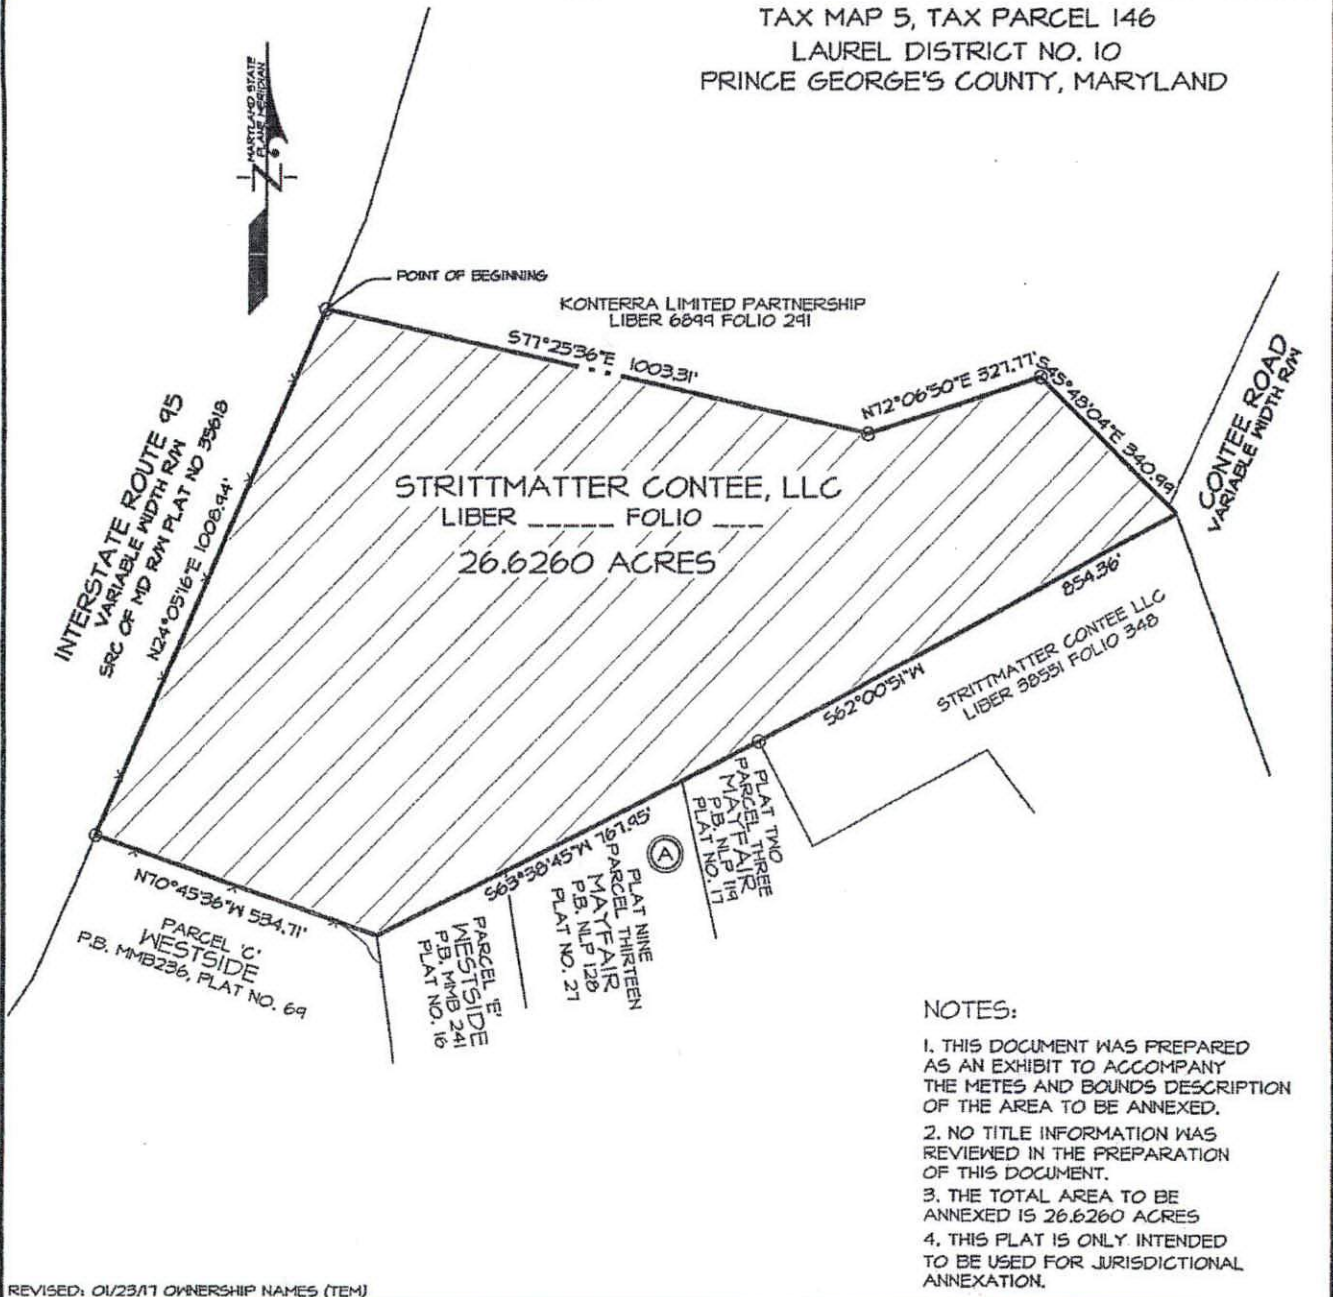 TAX MAP 5, TAX PARCEL 146
LAUREL DISTRICT NO. 10
PRINCE GEORGE'S COUNTY, MARYLAND
MARYLAND STATE
PLANE MERIDIAN
N
POINT OF BEGINNING
KONTERRA LIMITED PARTNERSHIP
LIBER 6899 FOLIO 291
S77°25'36"E 1003.31'
N72°06'50"E 327.77'
S45°48'04"E 340.99'
CONTEE ROAD
VARIABLE WIDTH R/W
INTERSTATE ROUTE 95
VARIABLE WIDTH R/W
SRC OF MD R/W PLAT NO 35618
N24°05'16"E 1008.94'
STRITTMATTER CONTEE, LLC
LIBER _____ FOLIO ___
26.6260 ACRES
854.36'
S62°00'51"W
STRITTMATTER CONTEE LLC
LIBER 38551 FOLIO 348
S63°38'45"W 767.95'
A
PLAT TWO
PARCEL THREE
MAYFAIR
P.B. NLP 119
PLAT NO. 17
PLAT NINE
PARCEL THIRTEEN
MAYFAIR
P.B. NLP 128
PLAT NO. 27
PARCEL 'E'
WESTSIDE
P.B. MMB 241
PLAT NO. 16
N70°45'36"W 534.71'
PARCEL 'C'
WESTSIDE
P.B. MMB236, PLAT NO. 69
NOTES:
1. THIS DOCUMENT WAS PREPARED
AS AN EXHIBIT TO ACCOMPANY
THE METES AND BOUNDS DESCRIPTION
OF THE AREA TO BE ANNEXED.
2. NO TITLE INFORMATION WAS
REVIEWED IN THE PREPARATION
OF THIS DOCUMENT.
3. THE TOTAL AREA TO BE
ANNEXED IS 26.6260 ACRES
4. THIS PLAT IS ONLY INTENDED
TO BE USED FOR JURISDICTIONAL
ANNEXATION.
REVISED: 01/23/17 OWNERSHIP NAMES (TEM)